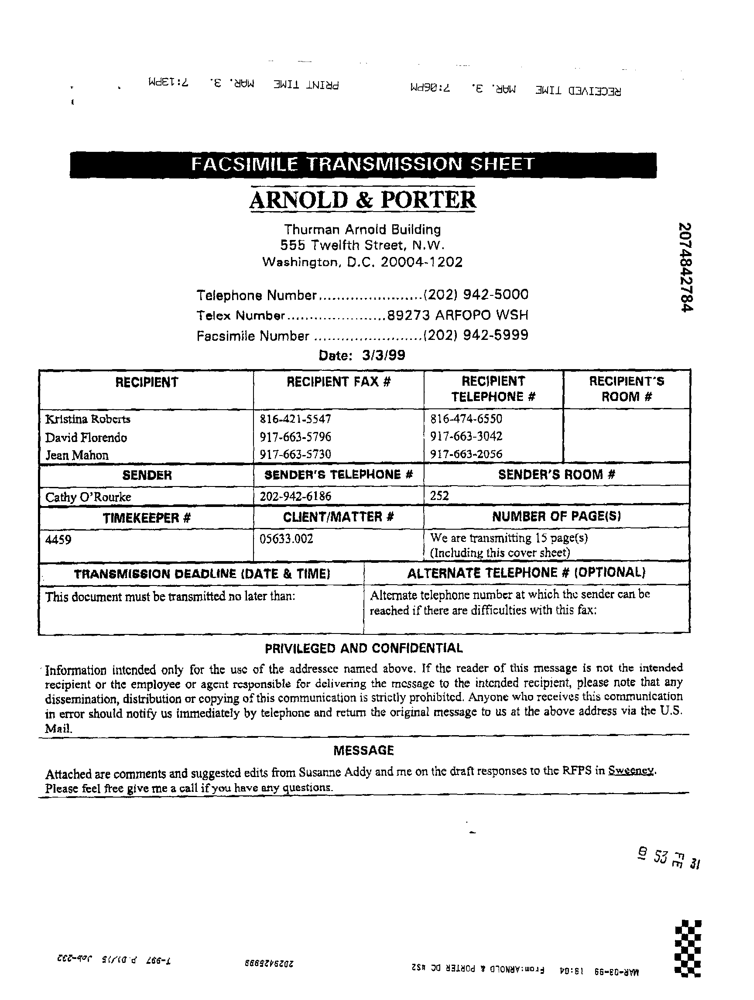 RECEIVED TIME MAR. 3. 7:06PM PRINT TIME MAR. 3. 7:13PM
FACSIMILE TRANSMISSION SHEET
ARNOLD & PORTER
Thurman Arnold Building
555 Twelfth Street, N.W.
Washington, D.C. 20004-1202
2074842784
Telephone Number.......................(202) 942-5000
Telex Number......................89273 ARFOPO WSH
Facsimile Number ........................(202) 942-5999
Date: 3/3/99
RECIPIENT RECIPIENT FAX # RECIPIENT TELEPHONE # RECIPIENT'S ROOM #
Kristina Roberts 816-421-5547 816-474-6550
David Florendo 917-663-5796 917-663-3042
Jean Mahon 917-663-5730 917-663-2056
SENDER SENDER'S TELEPHONE # SENDER'S ROOM #
Cathy O'Rourke 202-942-6186 252
TIMEKEEPER # CLIENT/MATTER # NUMBER OF PAGE(S)
4459 05633.002 We are transmitting 15 page(s)
(Including this cover sheet)
TRANSMISSION DEADLINE (DATE & TIME) ALTERNATE TELEPHONE # (OPTIONAL)
This document must be transmitted no later than: Alternate telephone number at which the sender can be
reached if there are difficulties with this fax:
PRIVILEGED AND CONFIDENTIAL
Information intended only for the use of the addressee named above. If the reader of this message is not the intended
recipient or the employee or agent responsible for delivering the message to the intended recipient, please note that any
dissemination, distribution or copying of this communication is strictly prohibited. Anyone who receives this communication
in error should notify us immediately by telephone and return the original message to us at the above address via the U.S.
Mail.
MESSAGE
Attached are comments and suggested edits from Susanne Addy and me on the draft responses to the RFPS in Sweeney.
Please feel free give me a call if you have any questions.
MAR-03-99 19:04 From:ARNOLD & PORTER DC #S2 2029425999 T-997 P.01/15 Job-232